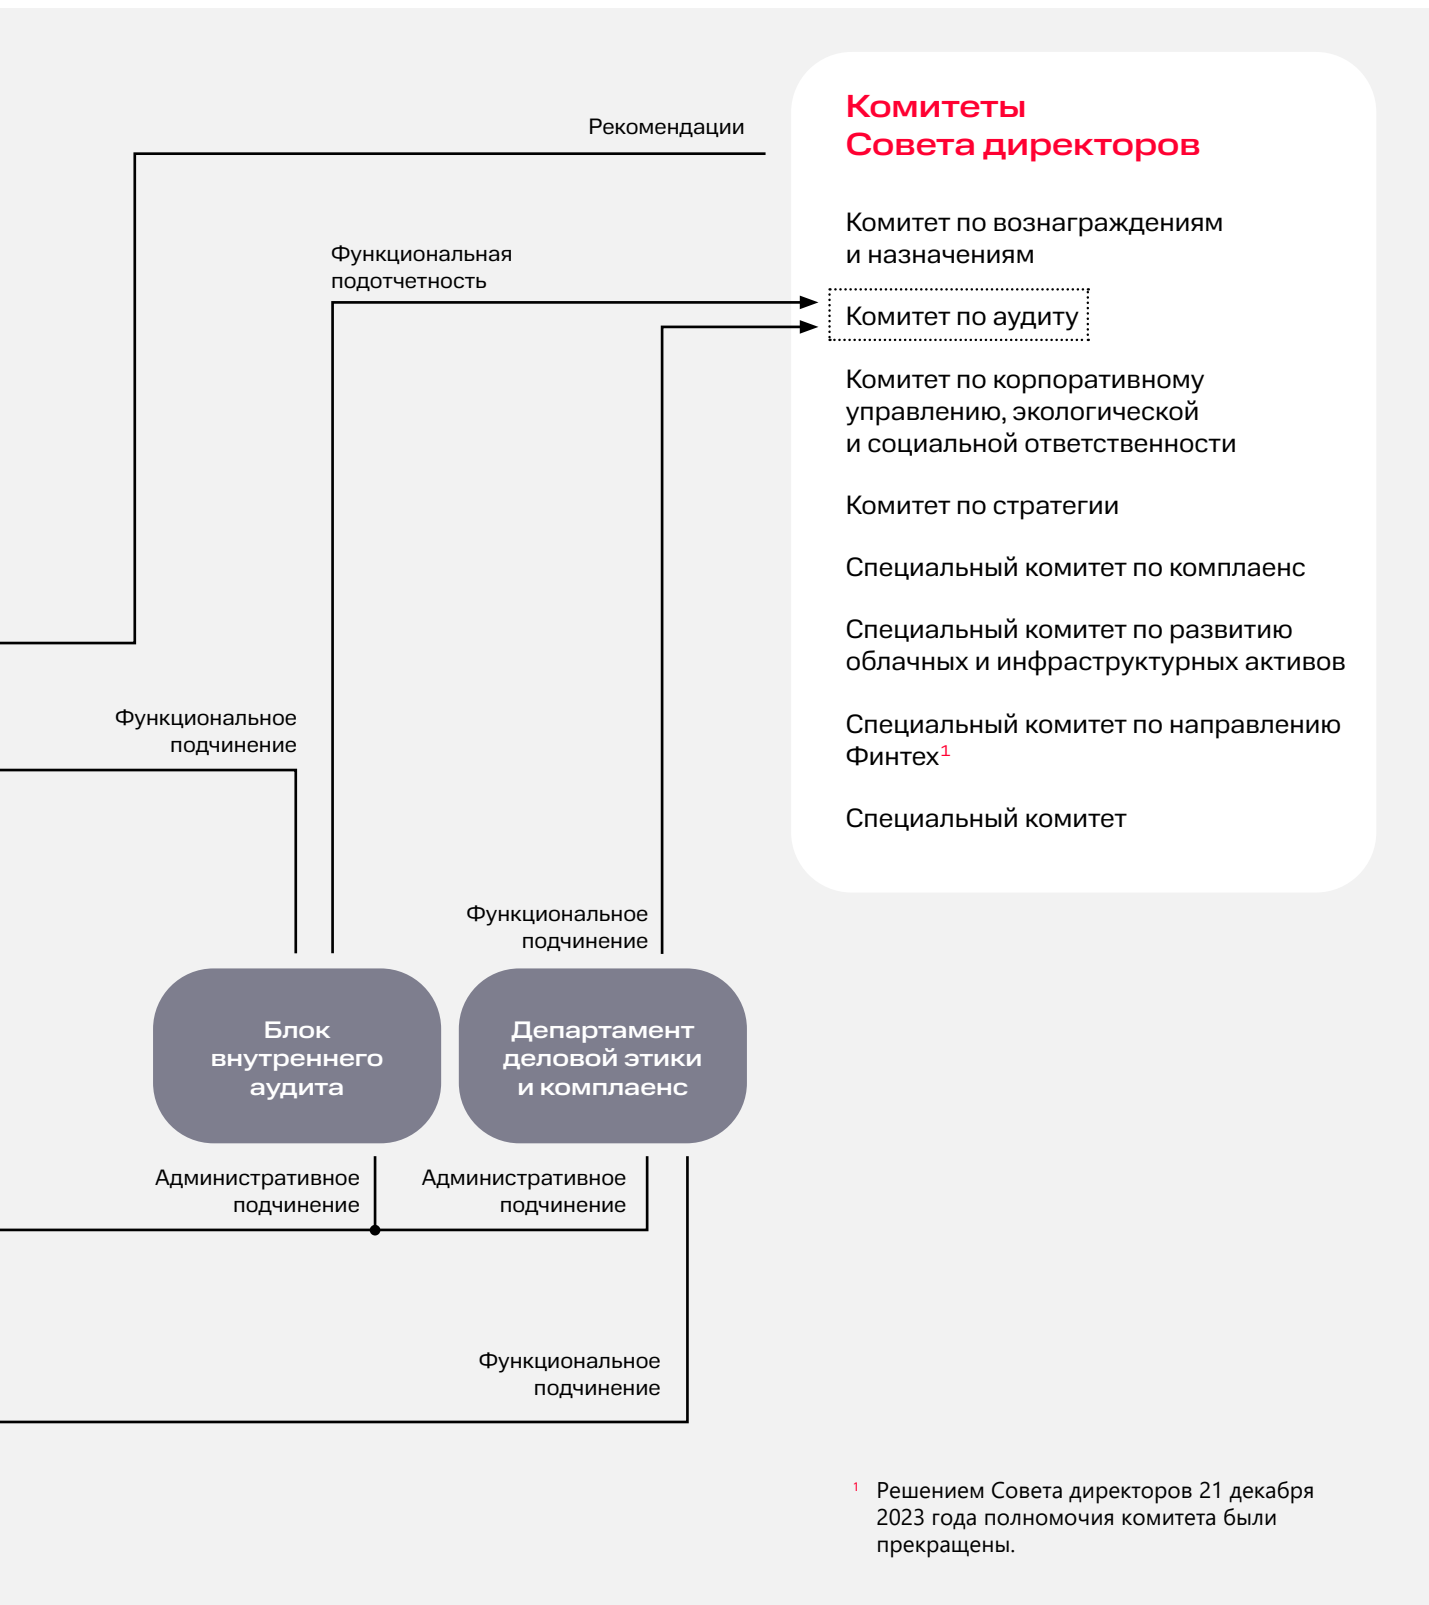 Рекомендации
Комитеты
Совета директоров
Комитет по вознаграждениям
и назначениям
Функциональная
подотчетность
Комитет по аудиту
Комитет по корпоративному
управлению, экологической
и социальной ответственности
Комитет по стратегии
Специальный комитет по комплаенс
Специальный комитет по развитию
облачных и инфраструктурных активов
Специальный комитет по направлению
Финтех¹
Специальный комитет
Функциональное
подчинение
Функциональное
подчинение
Блок
внутреннего
аудита
Департамент
деловой этики
и комплаенс
Административное
подчинение
Административное
подчинение
Функциональное
подчинение
¹ Решением Совета директоров 21 декабря
2023 года полномочия комитета были
прекращены.